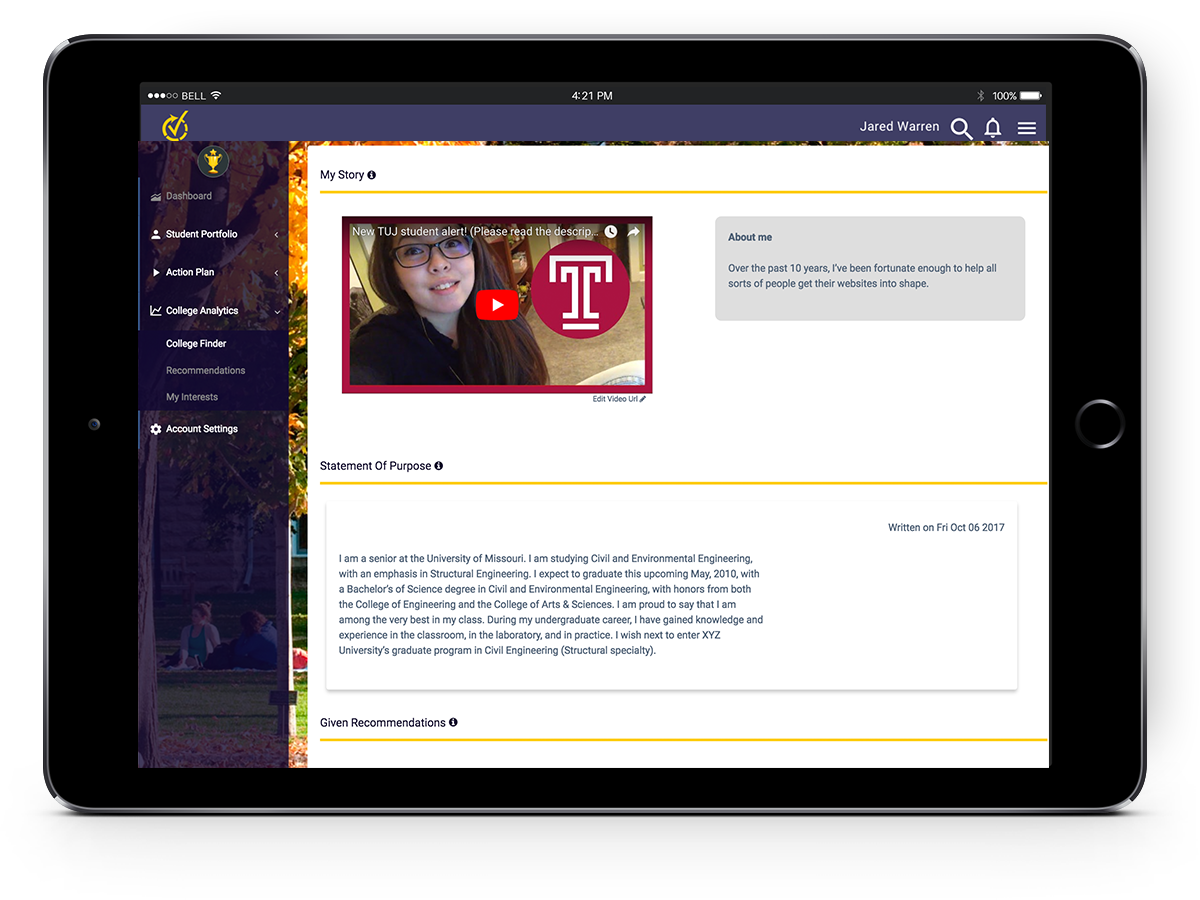 BELL
4:21 PM
100%
Jared Warren
Dashboard
Student Portfolio
Action Plan
College Analytics
College Finder
Recommendations
My Interests
Account Settings
My Story
New TUJ student alert! (Please read the descrip...
T
Edit Video Url
About me
Over the past 10 years, I've been fortunate enough to help all
sorts of people get their websites into shape.
Statement Of Purpose
Written on Fri Oct 06 2017
I am a senior at the University of Missouri. I am studying Civil and Environmental Engineering,
with an emphasis in Structural Engineering. I expect to graduate this upcoming May, 2010, with
a Bachelor's of Science degree in Civil and Environmental Engineering, with honors from both
the College of Engineering and the College of Arts & Sciences. I am proud to say that I am
among the very best in my class. During my undergraduate career, I have gained knowledge and
experience in the classroom, in the laboratory, and in practice. I wish next to enter XYZ
University's graduate program in Civil Engineering (Structural specialty).
Given Recommendations